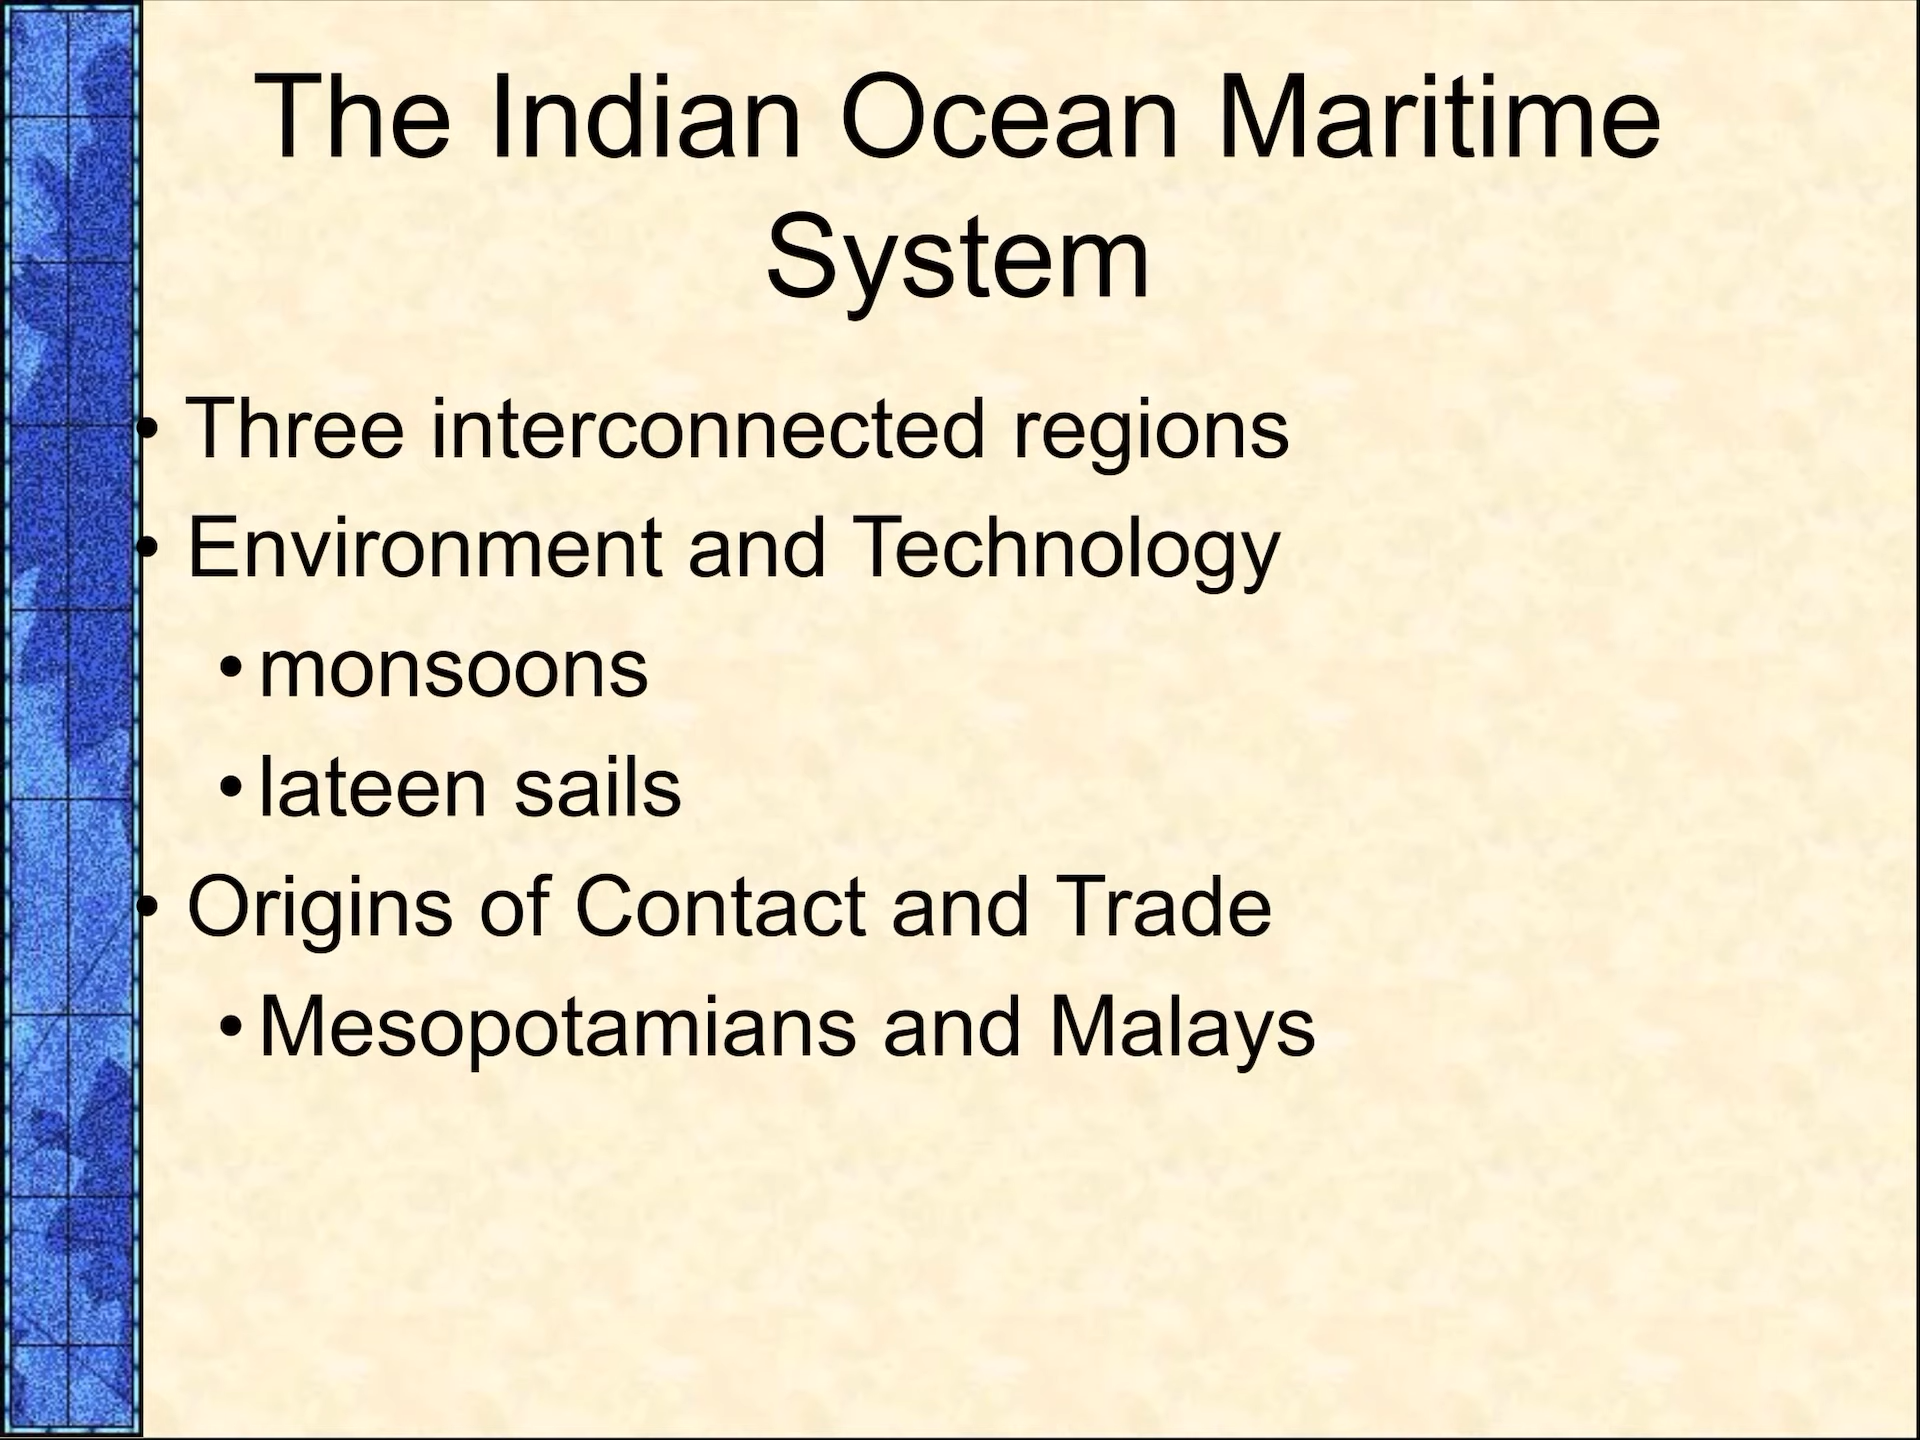 The Indian Ocean Maritime
System
• Three interconnected regions
• Environment and Technology
• monsoons
• lateen sails
• Origins of Contact and Trade
• Mesopotamians and Malays